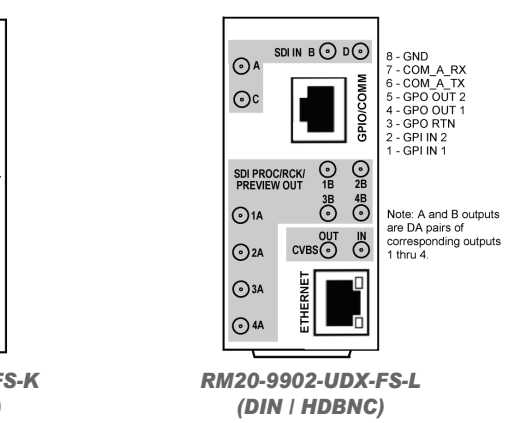 SDI IN B D
A
C
GPIO/COMM
8 - GND
7 - COM_A_RX
6 - COM_A_TX
5 - GPO OUT 2
4 - GPO OUT 1
3 - GPO RTN
2 - GPI IN 2
1 - GPI IN 1
SDI PROC/RCK/
PREVIEW OUT
1B 2B
3B 4B
1A
2A
3A
4A
OUT IN
CVBS
ETHERNET
Note: A and B outputs
are DA pairs of
corresponding outputs
1 thru 4.
FS-K
)
RM20-9902-UDX-FS-L
(DIN / HDBNC)